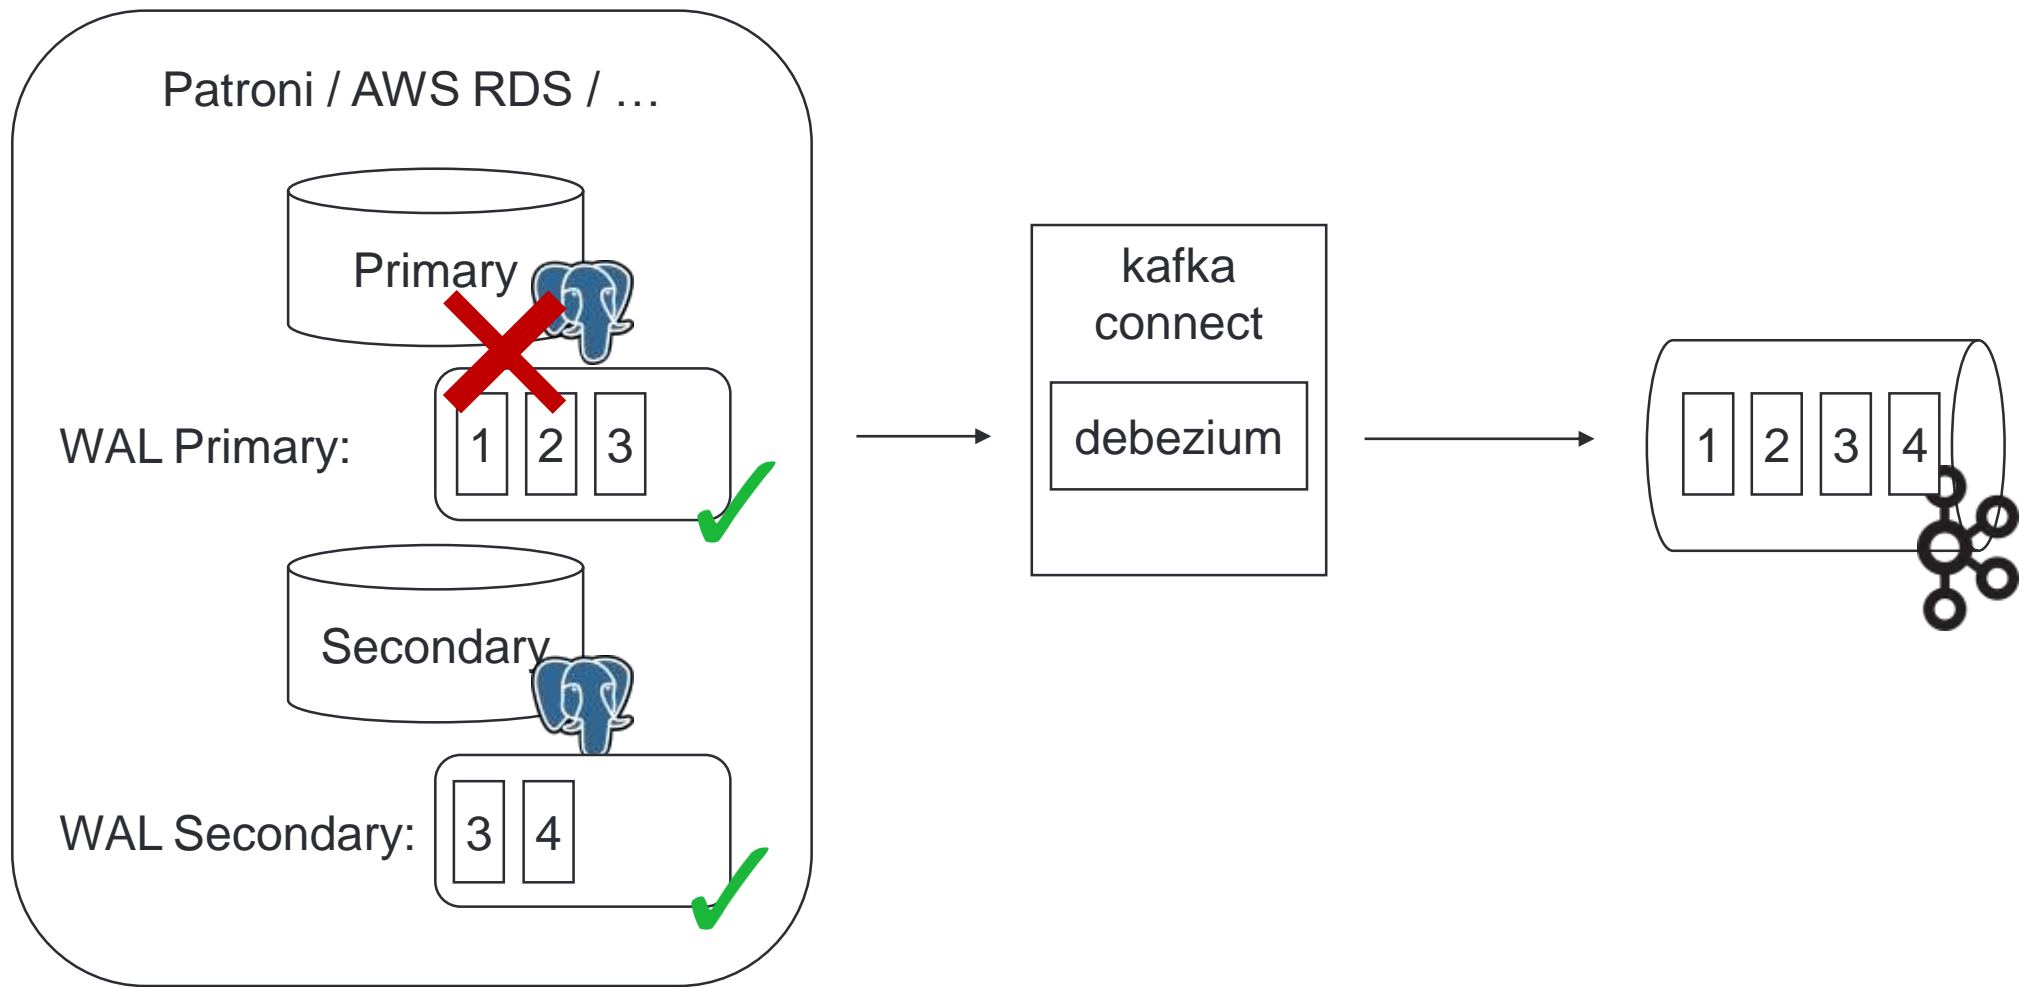 Patroni / AWS RDS / …
Primary
WAL Primary:
1 2 3
Secondary
WAL Secondary:
3 4
kafka
connect
debezium
1 2 3 4